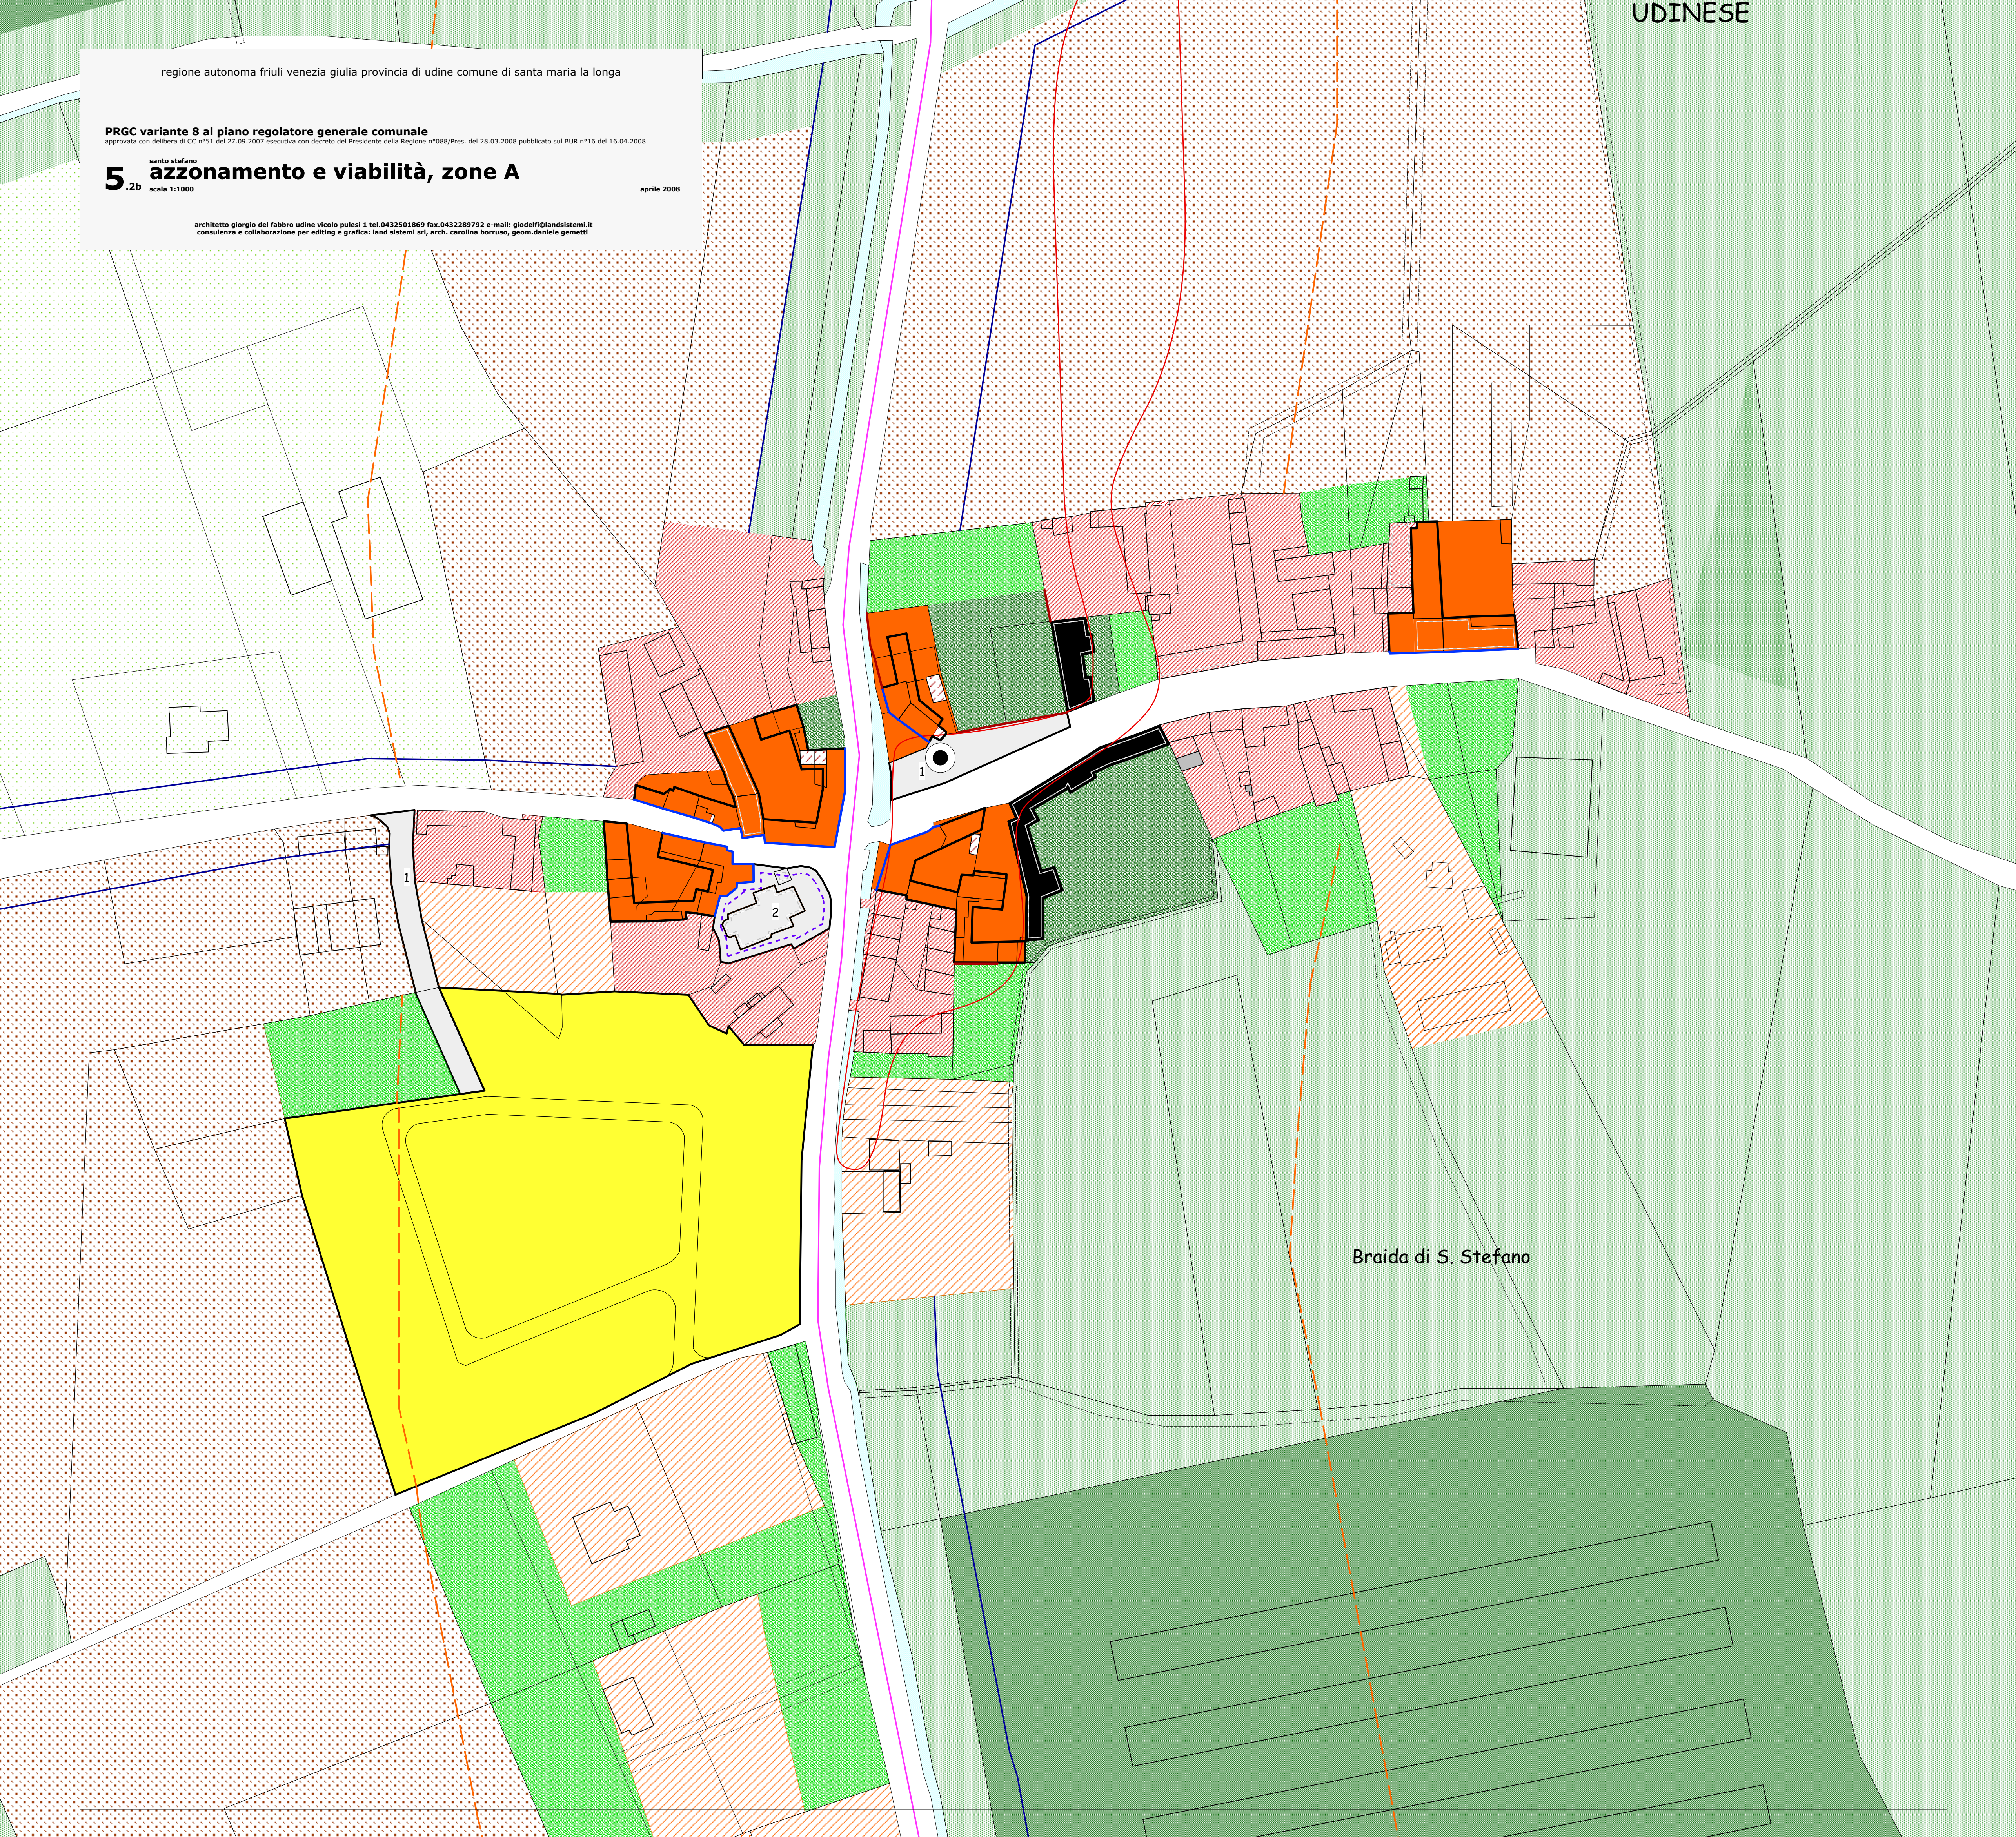 UDINESE
regione autonoma friuli venezia giulia provincia di udine comune di santa maria la longa
PRGC variante 8 al piano regolatore generale comunale
approvata con delibera di CC n°51 del 27.09.2007 esecutiva con decreto del Presidente della Regione n°088/Pres. del 28.03.2008 pubblicato sul BUR n°16 del 16.04.2008
santo stefano
5.2b azzonamento e viabilità, zone A
scala 1:1000 aprile 2008
architetto giorgio del fabbro udine vicolo pulesi 1 tel.0432501869 fax.0432289792 e-mail: giodelfi@landsistemi.it
consulenza e collaborazione per editing e grafica: land sistemi srl, arch. carolina borruso, geom.daniele gemetti
1
1
2
Braida di S. Stefano